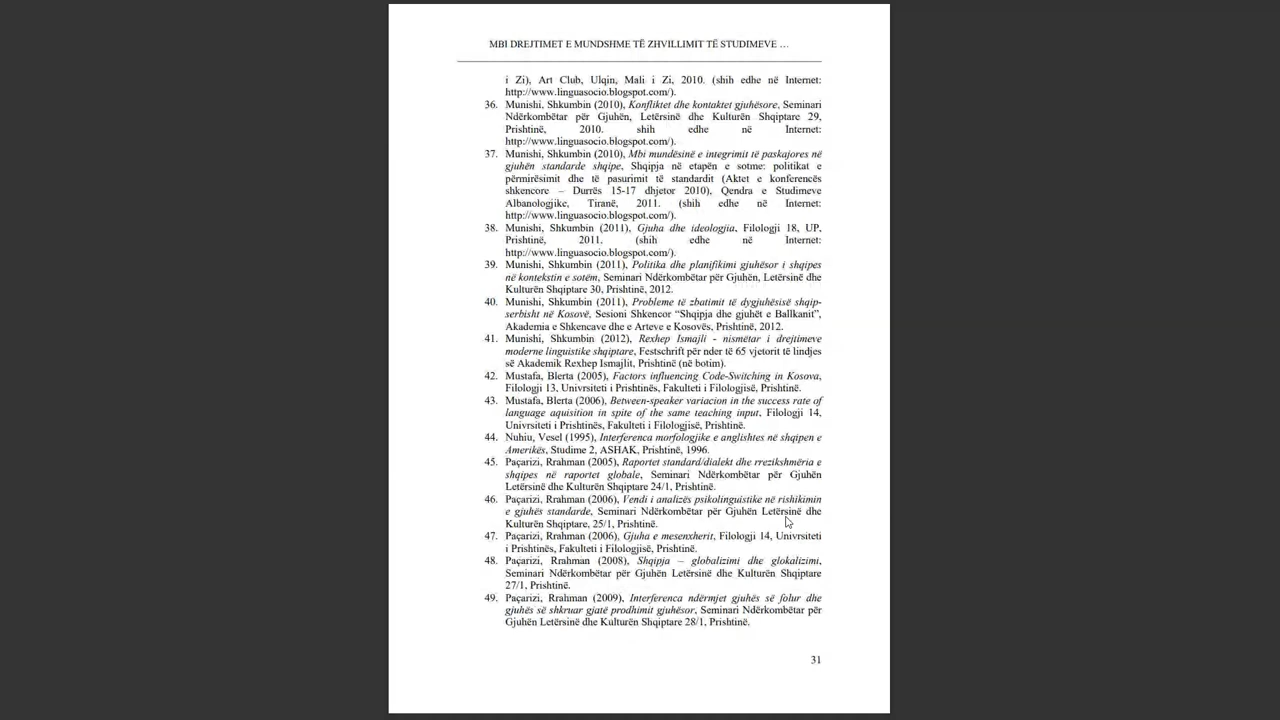 MBI DREJTIMET E MUNDSHME TË ZHVILLIMIT TË STUDIMEVE …
i Zi), Art Club, Ulqin, Mali i Zi, 2010. (shih edhe në Internet:
http://www.linguasocio.blogspot.com/).
36. Munishi, Shkumbin (2010), Konfliktet dhe kontaktet gjuhësore, Seminari
Ndërkombëtar për Gjuhën, Letërsinë dhe Kulturën Shqiptare 29,
Prishtinë, 2010. shih edhe në Internet:
http://www.linguasocio.blogspot.com/).
37. Munishi, Shkumbin (2010), Mbi mundësinë e integrimit të paskajores në
gjuhën standarde shqipe, Shqipja në etapën e sotme: politikat e
përmirësimit dhe të pasurimit të standardit (Aktet e konferencës
shkencore – Durrës 15-17 dhjetor 2010), Qendra e Studimeve
Albanologjike, Tiranë, 2011. (shih edhe në Internet:
http://www.linguasocio.blogspot.com/).
38. Munishi, Shkumbin (2011), Gjuha dhe ideologjia, Filologji 18, UP,
Prishtinë, 2011. (shih edhe në Internet:
http://www.linguasocio.blogspot.com/).
39. Munishi, Shkumbin (2011), Politika dhe planifikimi gjuhësor i shqipes
në kontekstin e sotëm, Seminari Ndërkombëtar për Gjuhën, Letërsinë dhe
Kulturën Shqiptare 30, Prishtinë, 2012.
40. Munishi, Shkumbin (2011), Probleme të zbatimit të dygjuhësisë shqip-
serbisht në Kosovë, Sesioni Shkencor “Shqipja dhe gjuhët e Ballkanit”,
Akademia e Shkencave dhe e Arteve e Kosovës, Prishtinë, 2012.
41. Munishi, Shkumbin (2012), Rexhep Ismajli - nismëtar i drejtimeve
moderne linguistike shqiptare, Festschrift për nder të 65 vjetorit të lindjes
së Akademik Rexhep Ismajlit, Prishtinë (në botim).
42. Mustafa, Blerta (2005), Factors influencing Code-Switching in Kosova,
Filologji 13, Univrsiteti i Prishtinës, Fakulteti i Filologjisë, Prishtinë.
43. Mustafa, Blerta (2006), Between-speaker variacion in the success rate of
language aquisition in spite of the same teaching input, Filologji 14,
Univrsiteti i Prishtinës, Fakulteti i Filologjisë, Prishtinë.
44. Nuhiu, Vesel (1995), Interferenca morfologjike e anglishtes në shqipen e
Amerikës, Studime 2, ASHAK, Prishtinë, 1996.
45. Paçarizi, Rrahman (2005), Raportet standard/dialekt dhe rrezikshmëria e
shqipes në raportet globale, Seminari Ndërkombëtar për Gjuhën
Letërsinë dhe Kulturën Shqiptare 24/1, Prishtinë.
46. Paçarizi, Rrahman (2006), Vendi i analizës psikolinguistike në rishikimin
e gjuhës standarde, Seminari Ndërkombëtar për Gjuhën Letërsinë dhe
Kulturën Shqiptare, 25/1, Prishtinë.
47. Paçarizi, Rrahman (2006), Gjuha e mesenxherit, Filologji 14, Univrsiteti
i Prishtinës, Fakulteti i Filologjisë, Prishtinë.
48. Paçarizi, Rrahman (2008), Shqipja – globalizimi dhe glokalizimi,
Seminari Ndërkombëtar për Gjuhën Letërsinë dhe Kulturën Shqiptare
27/1, Prishtinë.
49. Paçarizi, Rrahman (2009), Interferenca ndërmjet gjuhës së folur dhe
gjuhës së shkruar gjatë prodhimit gjuhësor, Seminari Ndërkombëtar për
Gjuhën Letërsinë dhe Kulturën Shqiptare 28/1, Prishtinë.
31